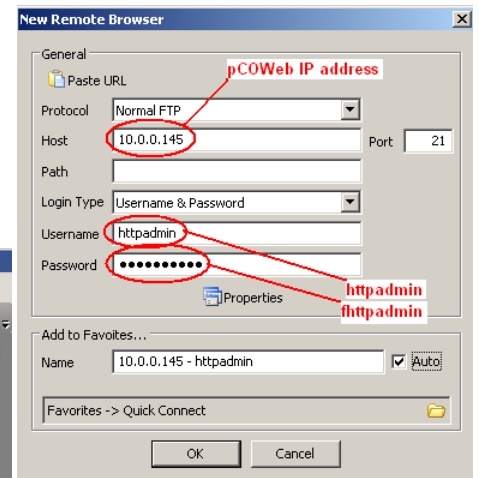 New Remote Browser
General
pCOWeb IP address
Paste URL
Protocol Normal FTP
Host 10.0.0.145 Port 21
Path
Login Type Username & Password
Username httpadmin
Password ●●●●●●●●●●
httpadmin
Properties
fhttpadmin
Add to Favoites...
Name 10.0.0.145 - httpadmin Auto
Favorites -> Quick Connect
OK Cancel